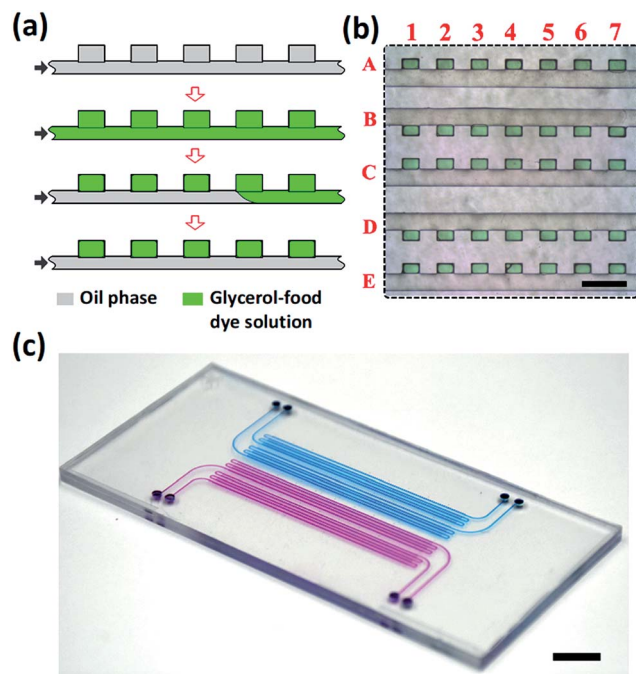 (a)
Oil phase
Glycerol-food
dye solution
(b)
1 2 3 4 5 6 7
A
B
C
D
E
(c)